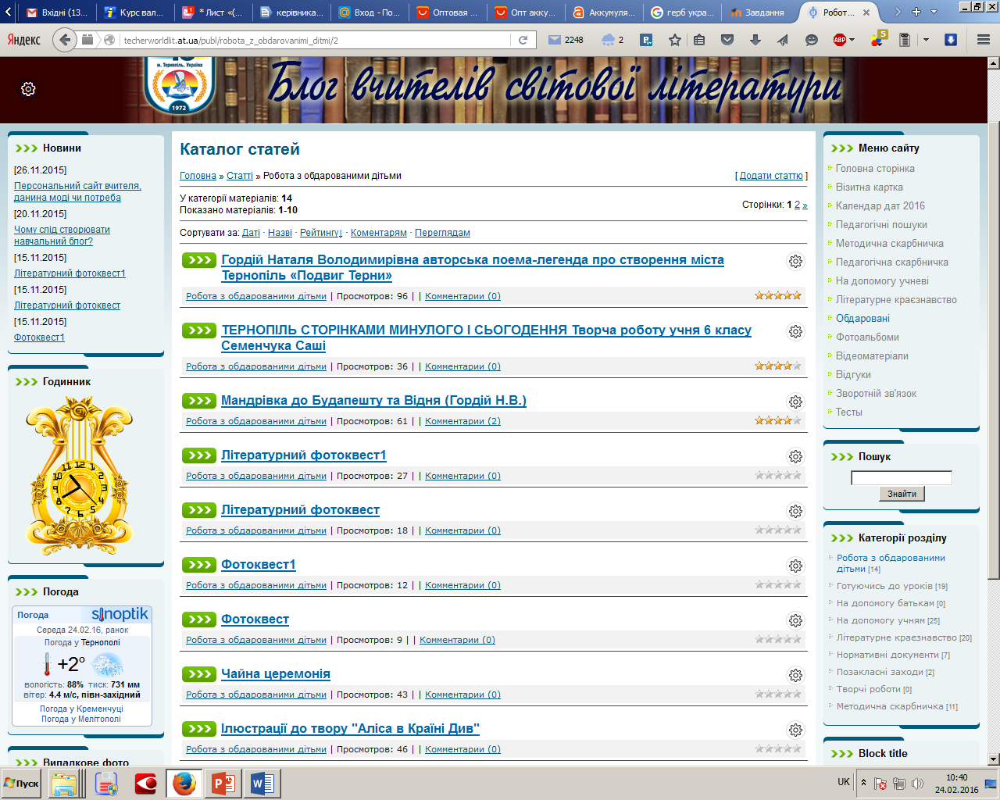 Вхідні (13...
Курс вал...
* Лист «(...
керівника...
Вход - По...
Оптовая ...
Опт акку...
Аккумуля...
герб укра...
Завдання
Робот...
Яндекс
techerworldlit.at.ua/publ/robota_z_obdarovanimi_ditmi/2
2248
2
ABP
5
м. Тернопіль, Україна
1972
Блог вчителів світової літератури
Новини
[26.11.2015]
Персональний сайт вчителя,
данина моді чи потреба
[20.11.2015]
Чому слід створювати
навчальний блог?
[15.11.2015]
Літературний фотоквест1
[15.11.2015]
Літературний фотоквест
[15.11.2015]
Фотоквест1
Годинник
Погода
Погода sinoptik
Середа 24.02.16, ранок
Погода у Тернополі
+2°
вологість: 88% тиск: 731 мм
вітер: 4.4 м/с, півн-західний
Погода у Кременчуці
Погода у Мелітополі
Випадкове фото
Каталог статей
Головна » Статті » Робота з обдарованими дітьми
[ Додати статтю ]
У категорії матеріалів: 14
Показано матеріалів: 1-10
Сторінки: 1 2 »
Сортувати за: Даті · Назві · Рейтингу↓ · Коментарям · Переглядам
Гордій Наталя Володимирівна авторська поема-легенда про створення міста
Тернопіль «Подвиг Терни»
Робота з обдарованими дітьми | Просмотров: 96 | | Комментарии (0)
ТЕРНОПІЛЬ СТОРІНКАМИ МИНУЛОГО І СЬОГОДЕННЯ Творча роботу учня 6 класу
Семенчука Саші
Робота з обдарованими дітьми | Просмотров: 36 | | Комментарии (0)
Мандрівка до Будапешту та Відня (Гордій Н.В.)
Робота з обдарованими дітьми | Просмотров: 61 | | Комментарии (2)
Літературний фотоквест1
Робота з обдарованими дітьми | Просмотров: 27 | | Комментарии (0)
Літературний фотоквест
Робота з обдарованими дітьми | Просмотров: 18 | | Комментарии (0)
Фотоквест1
Робота з обдарованими дітьми | Просмотров: 12 | | Комментарии (0)
Фотоквест
Робота з обдарованими дітьми | Просмотров: 9 | | Комментарии (0)
Чайна церемонія
Робота з обдарованими дітьми | Просмотров: 43 | | Комментарии (0)
Ілюстрації до твору "Аліса в Країні Див"
Робота з обдарованими дітьми | Просмотров: 46 | | Комментарии (0)
Меню сайту
Головна сторінка
Візитна картка
Календар дат 2016
Педагогічні пошуки
Методична скарбничка
Педагогічна скарбничка
На допомогу учневі
Літературне краєзнавство
Обдаровані
Фотоальбоми
Відеоматеріали
Відгуки
Зворотній зв'язок
Тесты
Пошук
Знайти
Категорії розділу
Робота з обдарованими
дітьми [14]
Готуючись до уроків [19]
На допомогу батькам [0]
На допомогу учням [25]
Літературне краєзнавство [20]
Нормативні документи [7]
Позакласні заходи [2]
Творчі роботи [0]
Методична скарбничка [11]
Block title
Пуск
UK
10:40
24.02.2016